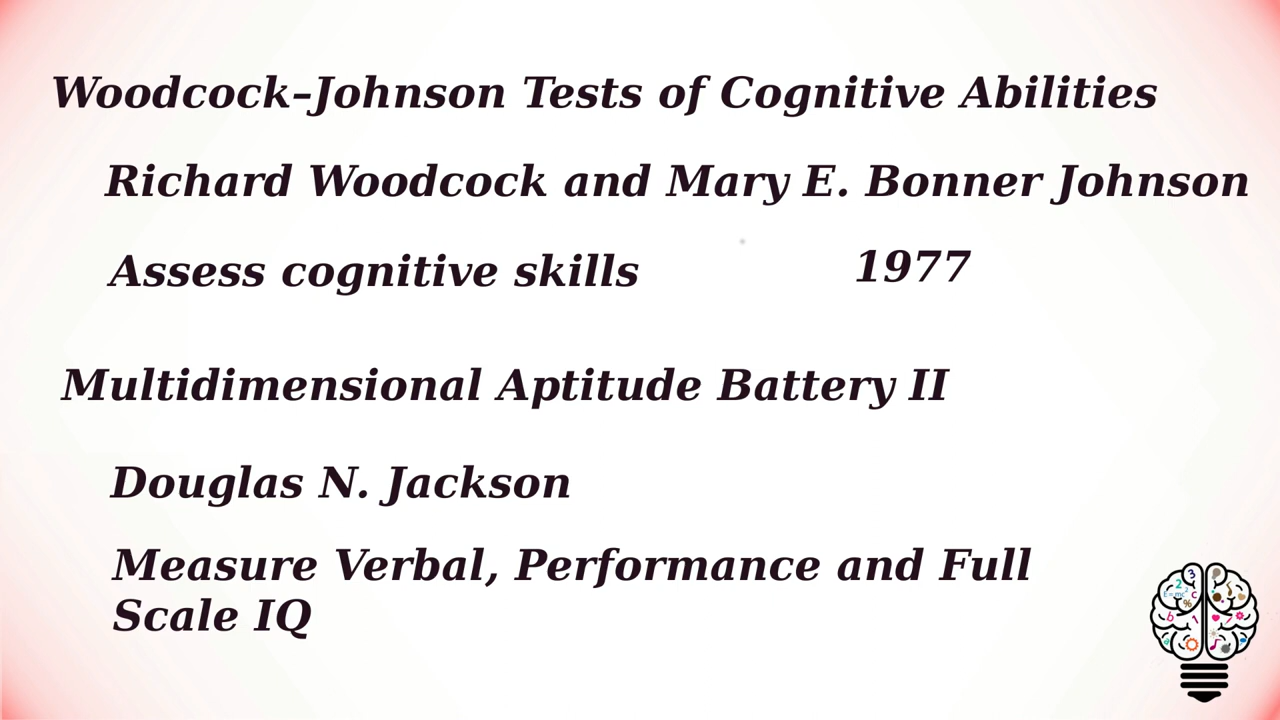 Woodcock–Johnson Tests of Cognitive Abilities
Richard Woodcock and Mary E. Bonner Johnson
Assess cognitive skills 1977
Multidimensional Aptitude Battery II
Douglas N. Jackson
Measure Verbal, Performance and Full
Scale IQ